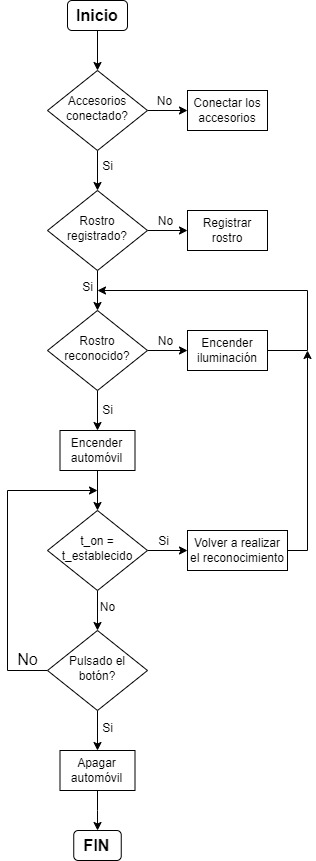 Inicio
Accesorios
conectado?
No
Conectar los
accesorios
Si
Rostro
registrado?
No
Registrar
rostro
Si
Rostro
reconocido?
No
Encender
iluminación
Si
Encender
automóvil
t_on =
t_establecido
Si
Volver a realizar
el reconocimiento
No
Pulsado el
botón?
No
Si
Apagar
automóvil
FIN